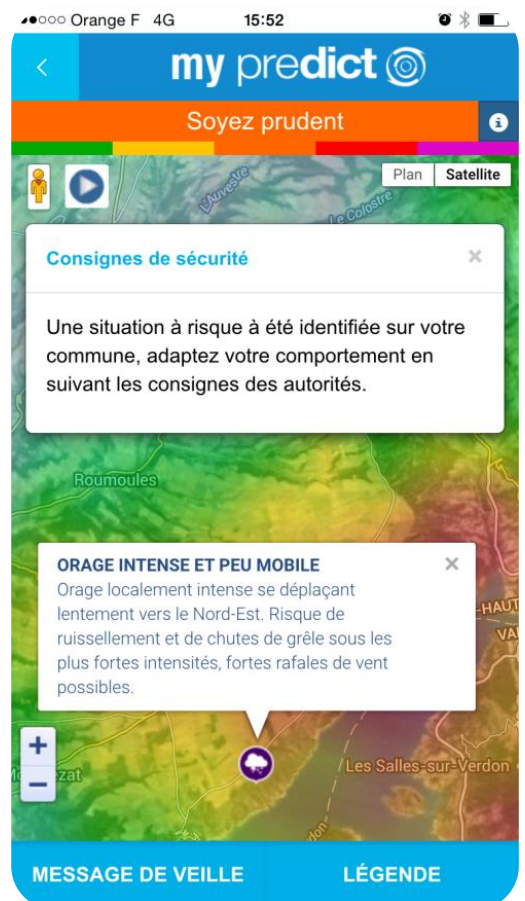 Orange F 4G 15:52
my predict
Soyez prudent
Plan Satellite
L'Auvestre
Le Colostre
Consignes de sécurité ×
Une situation à risque à été identifiée sur votre
commune, adaptez votre comportement en
suivant les consignes des autorités.
Roumoules
ORAGE INTENSE ET PEU MOBILE ×
Orage localement intense se déplaçant
lentement vers le Nord-Est. Risque de
ruissellement et de chutes de grêle sous les
plus fortes intensités, fortes rafales de vent
possibles.
-HAUT
VAI
+
−
zat
Les Salles-sur-Verdon
MESSAGE DE VEILLE LÉGENDE